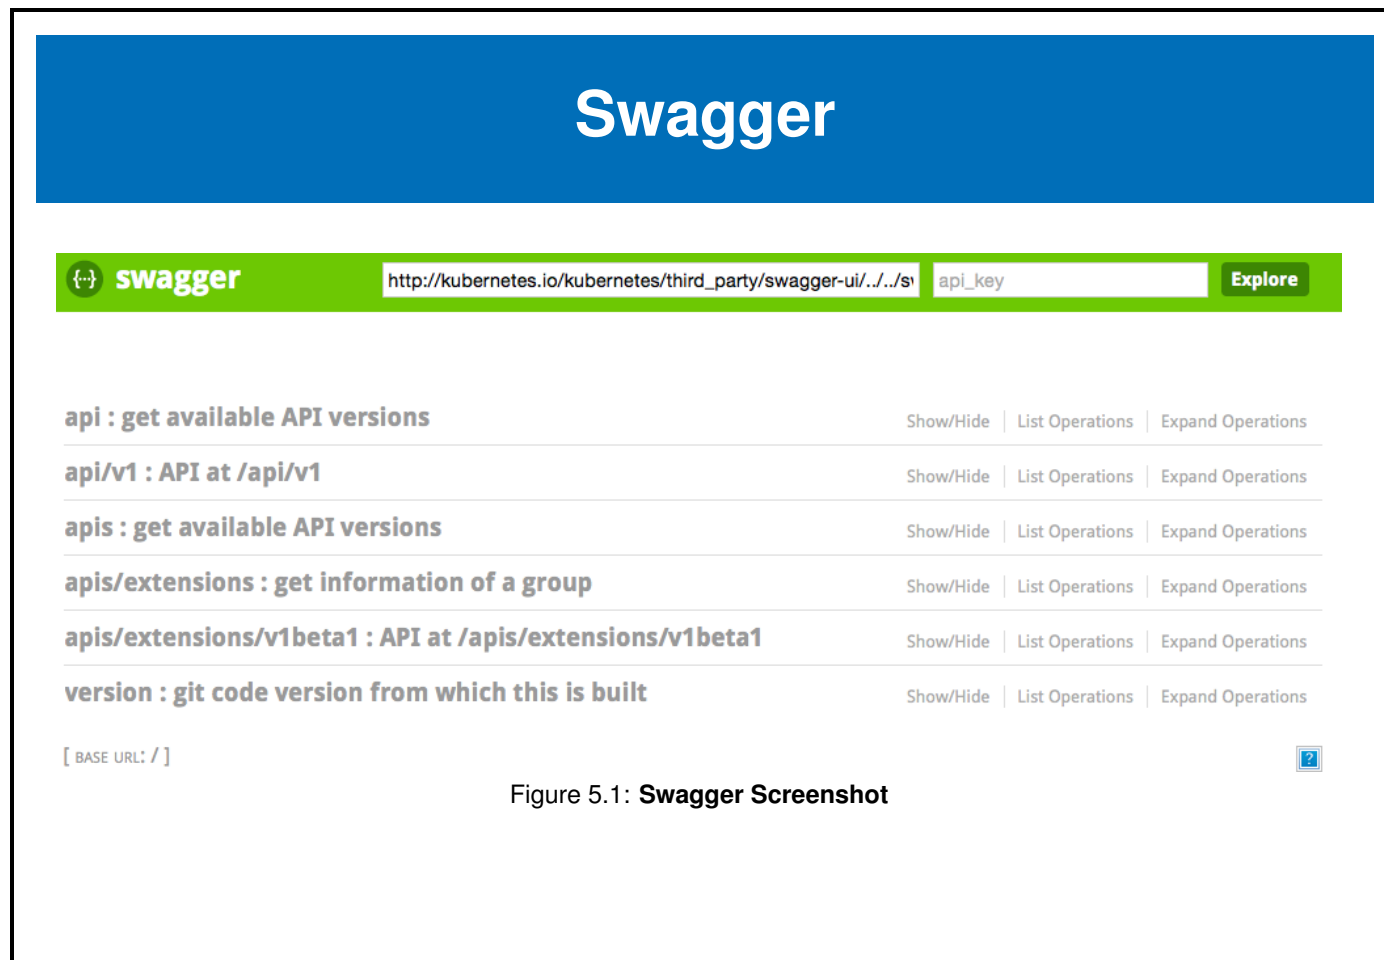 Swagger
{···} swagger http://kubernetes.io/kubernetes/third_party/swagger-ui/../../s api_key Explore
api : get available API versions Show/Hide List Operations Expand Operations
api/v1 : API at /api/v1 Show/Hide List Operations Expand Operations
apis : get available API versions Show/Hide List Operations Expand Operations
apis/extensions : get information of a group Show/Hide List Operations Expand Operations
apis/extensions/v1beta1 : API at /apis/extensions/v1beta1 Show/Hide List Operations Expand Operations
version : git code version from which this is built Show/Hide List Operations Expand Operations
[ BASE URL: / ] ?
Figure 5.1: Swagger Screenshot